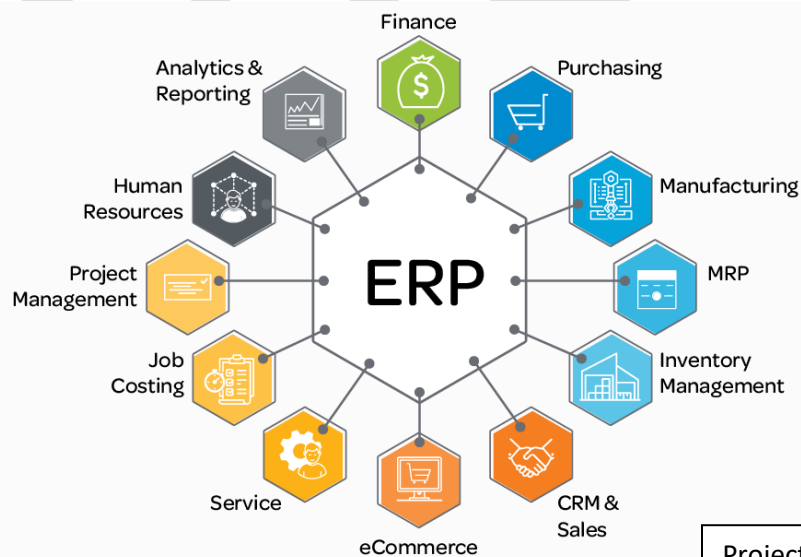 Finance
Analytics &
Reporting
Purchasing
Human
Resources
Manufacturing
ERP
Project
Management
MRP
Job
Costing
Inventory
Management
Service
CRM &
Sales
eCommerce
Project